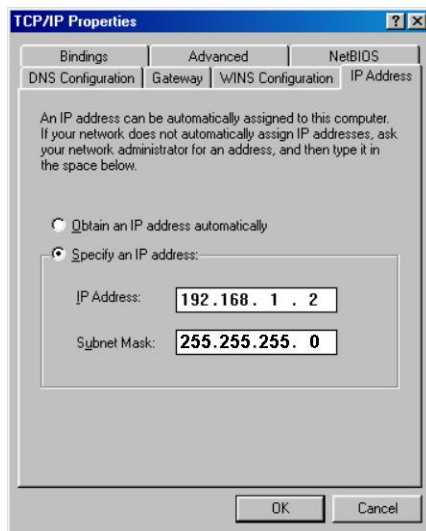 TCP/IP Properties
Bindings Advanced NetBIOS
DNS Configuration Gateway WINS Configuration IP Address
An IP address can be automatically assigned to this computer.
If your network does not automatically assign IP addresses, ask
your network administrator for an address, and then type it in
the space below.
Obtain an IP address automatically
Specify an IP address:
IP Address: 192.168. 1 . 2
Subnet Mask: 255.255.255. 0
OK Cancel